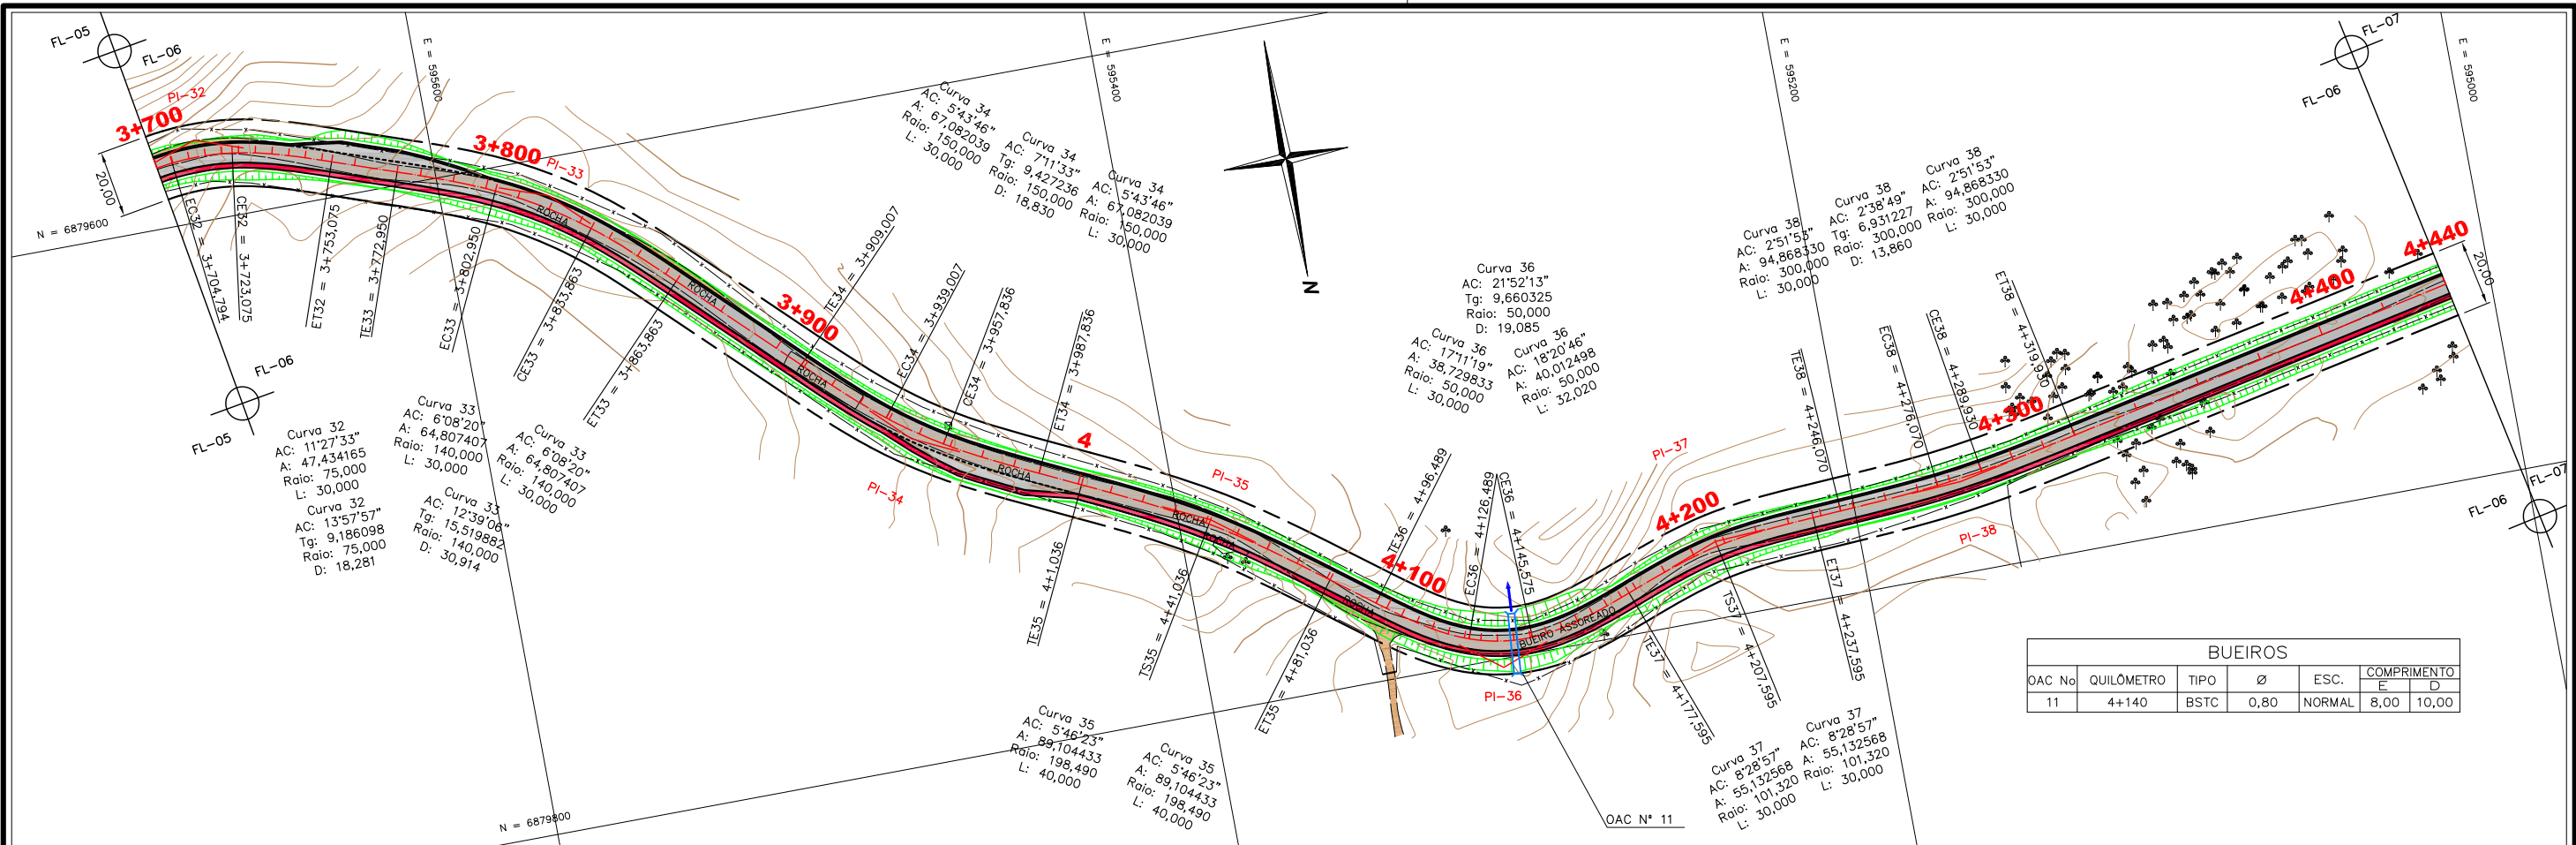 FL-05
FL-06
PI-32
3+700
20,00
N = 6879600
E = 595600
3+800
PI-33
EC32 = 3+704,794
CE32 = 3+723,075
ET32 = 3+753,075
TE33 = 3+772,950
EC33 = 3+802,950
CE33 = 3+833,863
ET33 = 3+863,863
ROCHA
ROCHA
ROCHA
3+900
FL-06
FL-05
Curva 32
AC: 11°27'33"
A: 47,434165
Raio: 75,000
L: 30,000
Curva 32
AC: 13°57'57"
Tg: 9,186098
Raio: 75,000
D: 18,281
Curva 33
AC: 6°08'20"
A: 64,807407
Raio: 140,000
L: 30,000
Curva 33
AC: 12°39'06"
Tg: 15,519882
Raio: 140,000
D: 30,914
Curva 33
AC: 6°08'20"
A: 64,807407
Raio: 140,000
L: 30,000
Curva 34
AC: 5°43'46"
A: 67,082039
Raio: 150,000
L: 30,000
Curva 34
AC: 7°11'33"
Tg: 9,427236
Raio: 150,000
D: 18,830
Curva 34
AC: 5°43'46"
A: 67,082039
Raio: 150,000
L: 30,000
E = 595400
TE34 = 3+909,007
EC34 = 3+939,007
CE34 = 3+957,836
ET34 = 3+987,836
PI-34
ROCHA
4
PI-35
ROCHA
ROCHA
ROCHA
TE35 = 4+1,036
TS35 = 4+41,036
ET35 = 4+81,036
Curva 35
AC: 5°46'23"
A: 89,104433
Raio: 198,490
L: 40,000
Curva 35
AC: 5°46'23"
A: 89,104433
Raio: 198,490
L: 40,000
N = 6879800
N
Curva 36
AC: 21°52'13"
Tg: 9,660325
Raio: 50,000
D: 19,085
Curva 36
AC: 17°11'19"
A: 38,729833
Raio: 50,000
L: 30,000
Curva 36
AC: 18°20'46"
A: 40,012498
Raio: 50,000
L: 32,020
4+100
TE36 = 4+96,489
EC36 = 4+126,489
CE36 = 4+145,575
BUEIRO ASSOREADO
PI-36
OAC N° 11
PI-37
4+200
TE37 = 4+177,595
TS37 = 4+207,595
ET37 = 4+237,595
Curva 37
AC: 8°28'57"
A: 55,132568
Raio: 101,320
L: 30,000
Curva 37
AC: 8°28'57"
A: 55,132568
Raio: 101,320
L: 30,000
E = 595200
Curva 38
AC: 2°51'53"
A: 94,868330
Raio: 300,000
L: 30,000
Curva 38
AC: 2°38'49"
Tg: 6,931227
Raio: 300,000
D: 13,860
Curva 38
AC: 2°51'53"
A: 94,868330
Raio: 300,000
L: 30,000
TE38 = 4+246,070
EC38 = 4+276,070
CE38 = 4+289,930
ET38 = 4+319,930
PI-38
4+300
4+400
4+440
20,00
FL-07
FL-06
E = 595000
FL-07
FL-06
BUEIROS
OAC No QUILÔMETRO TIPO Ø ESC. COMPRIMENTO
E D
11 4+140 BSTC 0,80 NORMAL 8,00 10,00